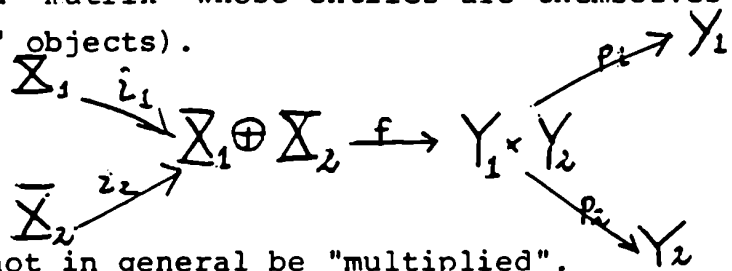 matrix whose entries are themselves
" objects).
X₁ i₁ p₁ Y₁
X₁ ⊕ X₂ f Y₁ × Y₂
X₂ i₂ p₂ Y₂
not in general be "multiplied".